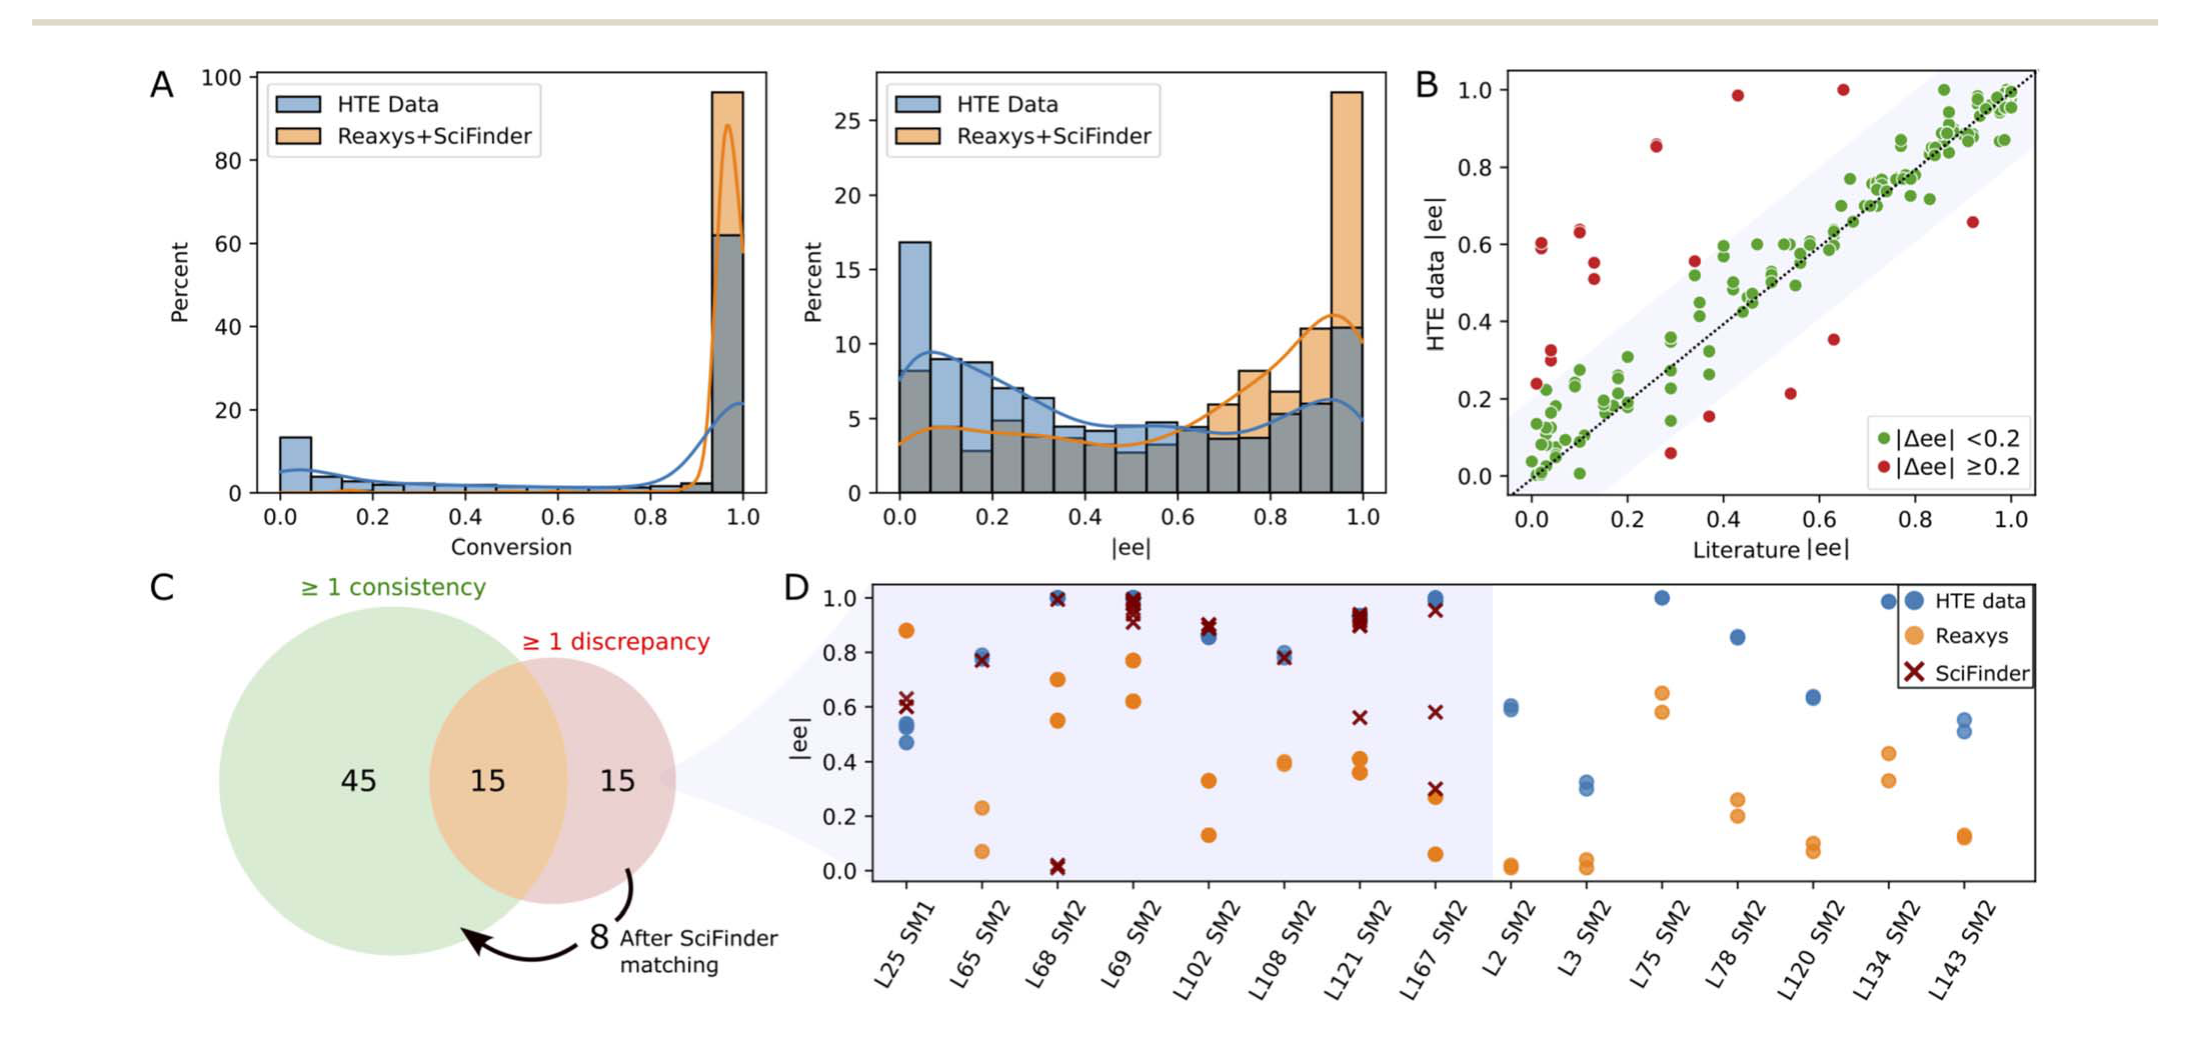 A
100
80
60
40
20
0
Percent
HTE Data
Reaxys+SciFinder
0.0 0.2 0.4 0.6 0.8 1.0
Conversion
25
20
15
10
5
0
Percent
HTE Data
Reaxys+SciFinder
0.0 0.2 0.4 0.6 0.8 1.0
|ee|
B
1.0
0.8
0.6
0.4
0.2
0.0
HTE data |ee|
|Δee| <0.2
|Δee| ≥0.2
0.0 0.2 0.4 0.6 0.8 1.0
Literature |ee|
C
≥ 1 consistency
≥ 1 discrepancy
45 15 15
8 After SciFinder
matching
D
1.0
0.8
0.6
0.4
0.2
0.0
|ee|
HTE data
Reaxys
SciFinder
L25 SM1 L65 SM2 L68 SM2 L69 SM2 L102 SM2 L108 SM2 L121 SM2 L167 SM2 L2 SM2 L3 SM2 L75 SM2 L78 SM2 L120 SM2 L134 SM2 L143 SM2